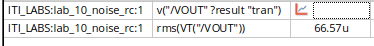 ITI_LABS:lab_10_noise_rc:1 v("/VOUT" ?result "tran")
ITI_LABS:lab_10_noise_rc:1 rms(VT("/VOUT")) 66.57u